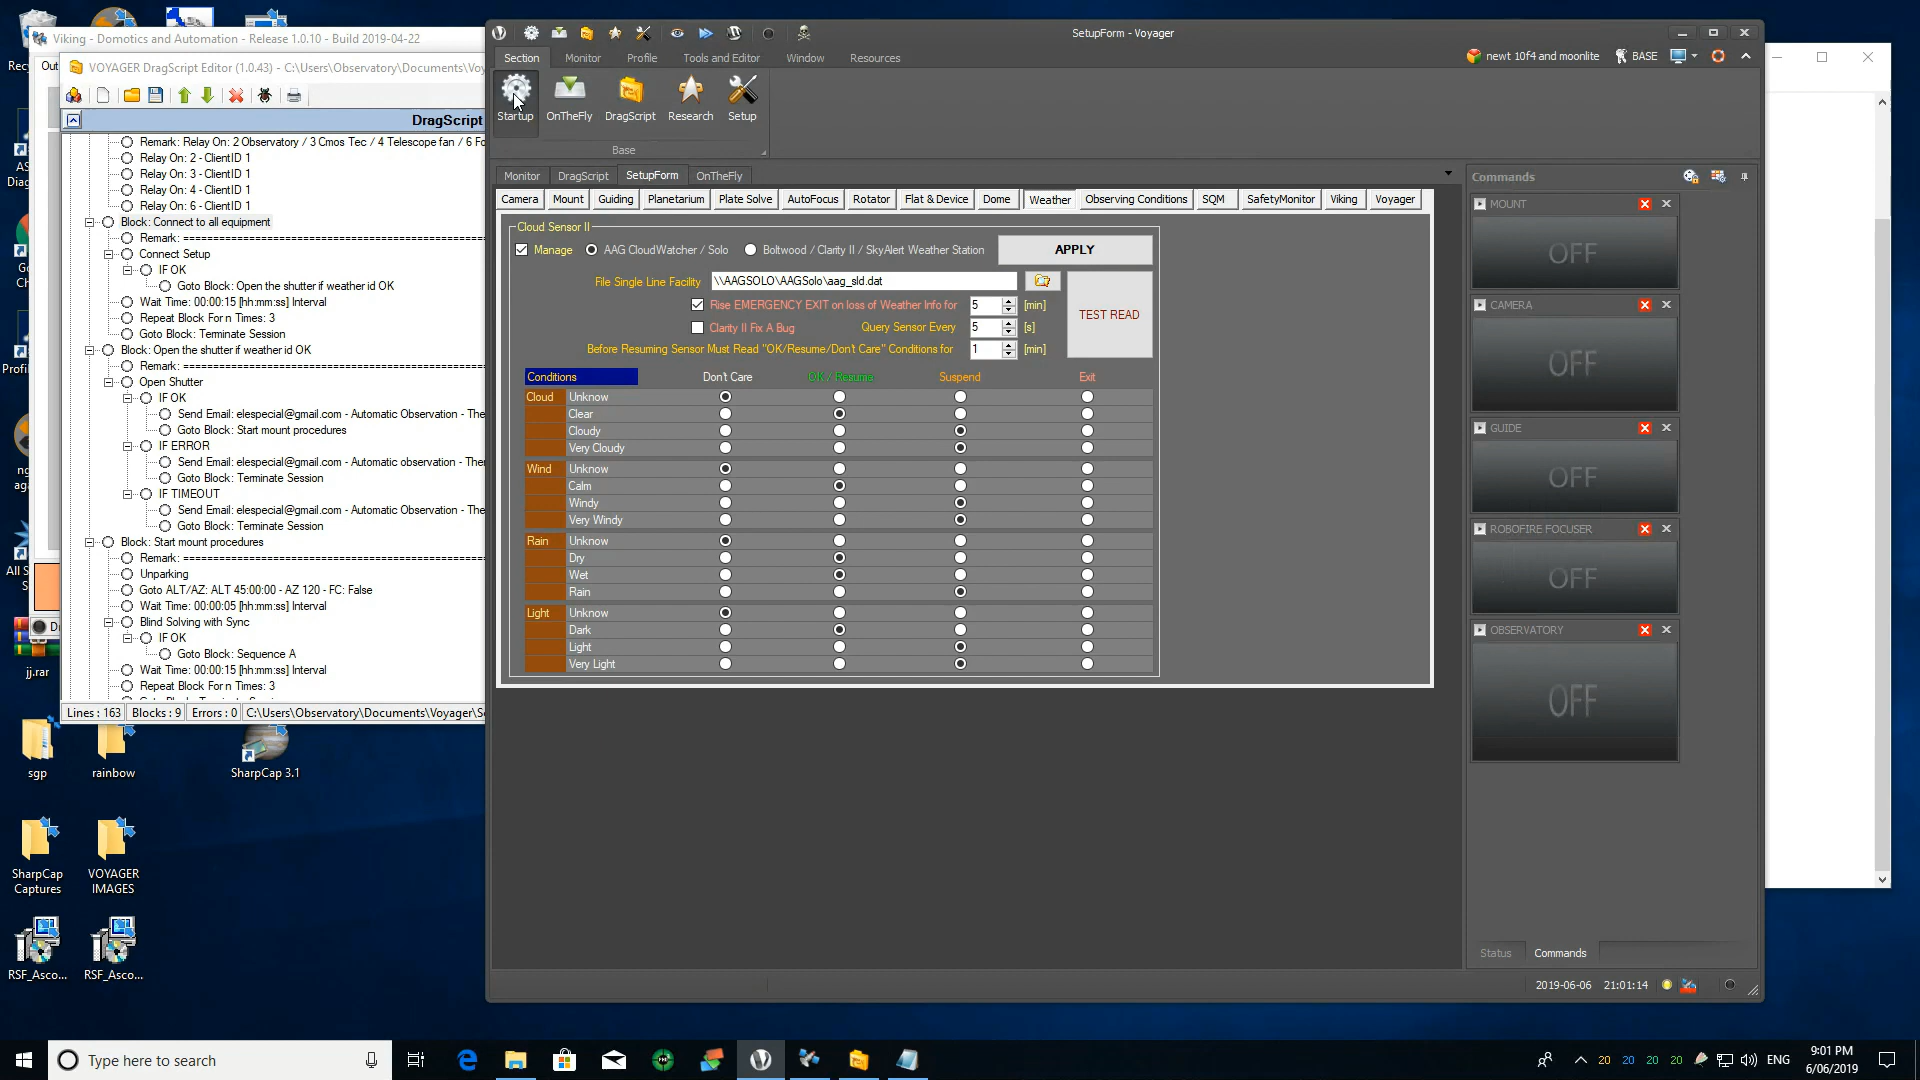 Viking - Domotics and Automation - Release 1.0.10 - Build 2019-04-22
VOYAGER DragScript Editor (1.0.43) - C:\Users\Observatory\Documents\Voy
DragScript
Remark: Relay On: 2 Observatory / 3 Cmos Tec / 4 Telescope fan / 6 Fo
Relay On: 2 - ClientID 1
Relay On: 3 - ClientID 1
Relay On: 4 - ClientID 1
Relay On: 6 - ClientID 1
Block: Connect to all equipment
Remark: ================================================
Connect Setup
IF OK
Goto Block: Open the shutter if weather id OK
Wait Time: 00:00:15 [hh:mm:ss] Interval
Repeat Block For n Times: 3
Goto Block: Terminate Session
Block: Open the shutter if weather id OK
Remark: ================================================
Open Shutter
IF OK
Send Email: elespecial@gmail.com - Automatic Observation - The
Goto Block: Start mount procedures
IF ERROR
Send Email: elespecial@gmail.com - Automatic observation - The
Goto Block: Terminate Session
IF TIMEOUT
Send Email: elespecial@gmail.com - Automatic Observation - The
Goto Block: Terminate Session
Block: Start mount procedures
Remark: ================================================
Unparking
Goto ALT/AZ: ALT 45:00:00 - AZ 120 - FC: False
Wait Time: 00:00:05 [hh:mm:ss] Interval
Blind Solving with Sync
IF OK
Goto Block: Sequence A
Wait Time: 00:00:15 [hh:mm:ss] Interval
Repeat Block For n Times: 3
Lines : 163 Blocks : 9 Errors : 0 C:\Users\Observatory\Documents\Voyager\S
SetupForm - Voyager
Section Monitor Profile Tools and Editor Window Resources
newt 10f4 and moonlite BASE
Startup OnTheFly DragScript Research Setup
Base
Monitor DragScript SetupForm OnTheFly
Camera Mount Guiding Planetarium Plate Solve AutoFocus Rotator Flat & Device Dome Weather Observing Conditions SQM SafetyMonitor Viking Voyager
Cloud Sensor II
Manage AAG CloudWatcher / Solo Boltwood / Clarity II / SkyAlert Weather Station APPLY
File Single Line Facility \\AAGSOLO\AAGSolo\aag_sld.dat
Rise EMERGENCY EXIT on loss of Weather Info for 5 [min]
TEST READ
Clarity II Fix A Bug Query Sensor Every 5 [s]
Before Resuming Sensor Must Read "OK/Resume/Don't Care" Conditions for 1 [min]
Conditions Don't Care O/K / Resume Suspend Exit
Cloud Unknow
Clear
Cloudy
Very Cloudy
Wind Unknow
Calm
Windy
Very Windy
Rain Unknow
Dry
Wet
Rain
Light Unknow
Dark
Light
Very Light
Commands
MOUNT
OFF
CAMERA
OFF
GUIDE
OFF
ROBOFIRE FOCUSER
OFF
OBSERVATORY
OFF
Status Commands
2019-06-06 21:01:14
jj.rar
sgp
rainbow
SharpCap 3.1
SharpCap Captures
VOYAGER IMAGES
RSF_Asco...
RSF_Asco...
Type here to search
20 20 20 20
ENG
9:01 PM
6/06/2019